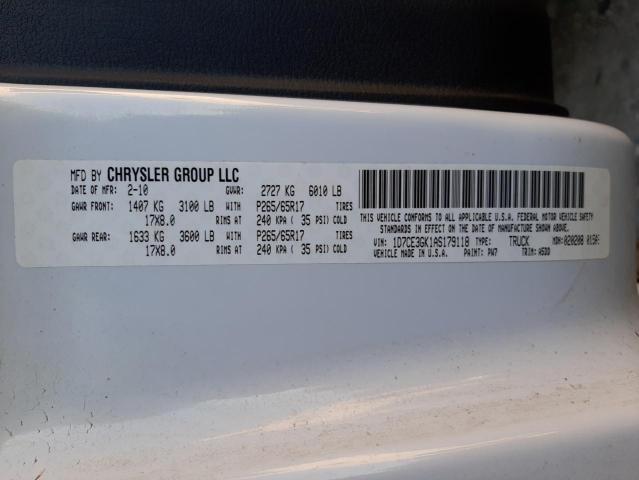 MFD BY CHRYSLER GROUP LLC
DATE OF MFR: 2-10 GVWR: 2727 KG 6010 LB
GAWR FRONT: 1407 KG 3100 LB WITH P265/65R17 TIRES
17X8.0 RIMS AT 240 KPA ( 35 PSI) COLD
GAWR REAR: 1633 KG 3600 LB WITH P265/65R17 TIRES
17X8.0 RIMS AT 240 KPA ( 35 PSI) COLD
THIS VEHICLE CONFORMS TO ALL APPLICABLE U.S.A. FEDERAL MOTOR VEHICLE SAFETY
STANDARDS IN EFFECT ON THE DATE OF MANUFACTURE SHOWN ABOVE.
VIN: 1D7CE3GK1AS179118 TYPE: TRUCK MDH: 020208
VEHICLE MADE IN U.S.A. PAINT: PW7 TRIM: A5DD